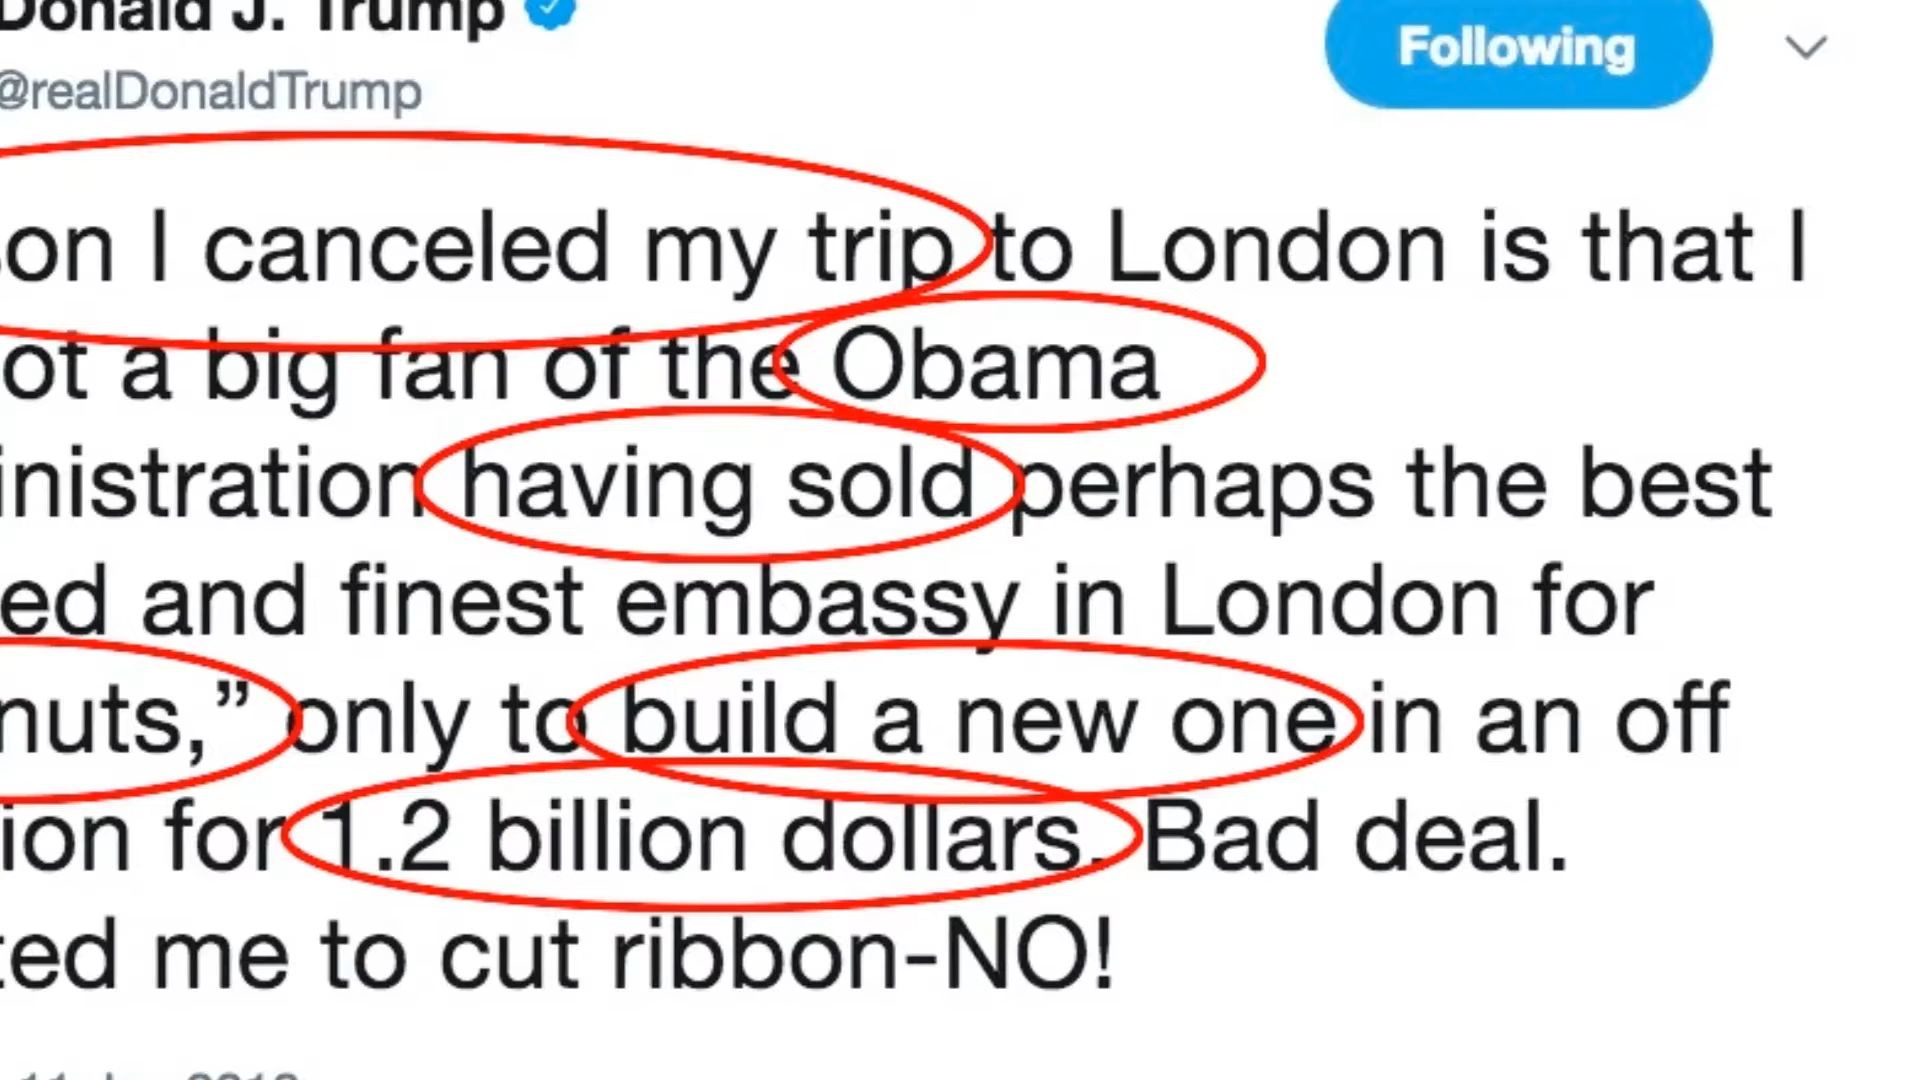 Donald J. Trump
@realDonaldTrump
Following
son I canceled my trip to London is that I
ot a big fan of the Obama
inistration having sold perhaps the best
ed and finest embassy in London for
nuts,” only to build a new one in an off
ion for 1.2 billion dollars. Bad deal.
ted me to cut ribbon-NO!